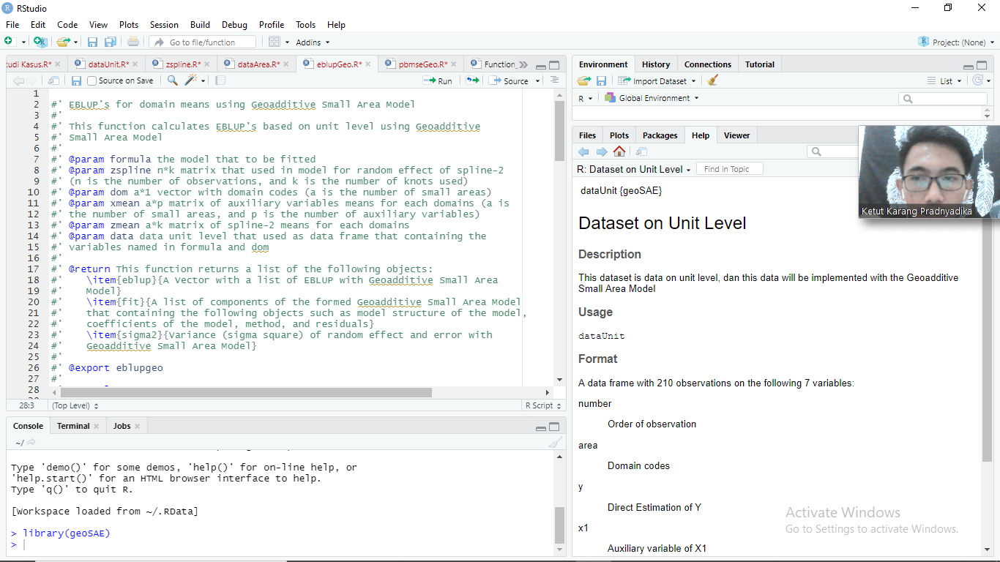 RStudio
File Edit Code View Plots Session Build Debug Profile Tools Help
Go to file/function Addins Project: (None)
udi Kasus.R* dataUnit.R* zspline.R* dataArea.R* eblupGeo.R* pbmseGeo.R* Function_
Source on Save Run Source
1
2 #' EBLUP's for domain means using Geoadditive Small Area Model
3 #'
4 #' This function calculates EBLUP's based on unit level using Geoadditive
5 #' Small Area Model
6 #'
7 #' @param formula the model that to be fitted
8 #' @param zspline n*k matrix that used in model for random effect of spline-2
9 #' (n is the number of observations, and k is the number of knots used)
10 #' @param dom a*1 vector with domain codes (a is the number of small areas)
11 #' @param xmean a*p matrix of auxiliary variables means for each domains (a is
12 #' the number of small areas, and p is the number of auxiliary variables)
13 #' @param zmean a*k matrix of spline-2 means for each domains
14 #' @param data data unit level that used as data frame that containing the
15 #' variables named in formula and dom
16 #'
17 #' @return This function returns a list of the following objects:
18 #' \item{eblup}{A Vector with a list of EBLUP with Geoadditive Small Area
19 #' Model}
20 #' \item{fit}{A list of components of the formed Geoadditive Small Area Model
21 #' that containing the following objects such as model structure of the model,
22 #' coefficients of the model, method, and residuals}
23 #' \item{sigma2}{Variance (sigma square) of random effect and error with
24 #' Geoadditive Small Area Model}
25 #'
26 #' @export eblupgeo
27 #'
28
28:3 (Top Level) R Script
Console Terminal Jobs
~/
Type 'demo()' for some demos, 'help()' for on-line help, or
'help.start()' for an HTML browser interface to help.
Type 'q()' to quit R.
[Workspace loaded from ~/.RData]
> library(geoSAE)
>
Environment History Connections Tutorial
Import Dataset List
R Global Environment
Files Plots Packages Help Viewer
R: Dataset on Unit Level Find in Topic
dataUnit {geoSAE}
Ketut Karang Pradnyadika
Dataset on Unit Level
Description
This dataset is data on unit level, dan this data will be implemented with the Geoadditive
Small Area Model
Usage
dataUnit
Format
A data frame with 210 observations on the following 7 variables:
number
Order of observation
area
Domain codes
y
Direct Estimation of Y
x1
Auxiliary variable of X1
Activate Windows
Go to Settings to activate Windows.